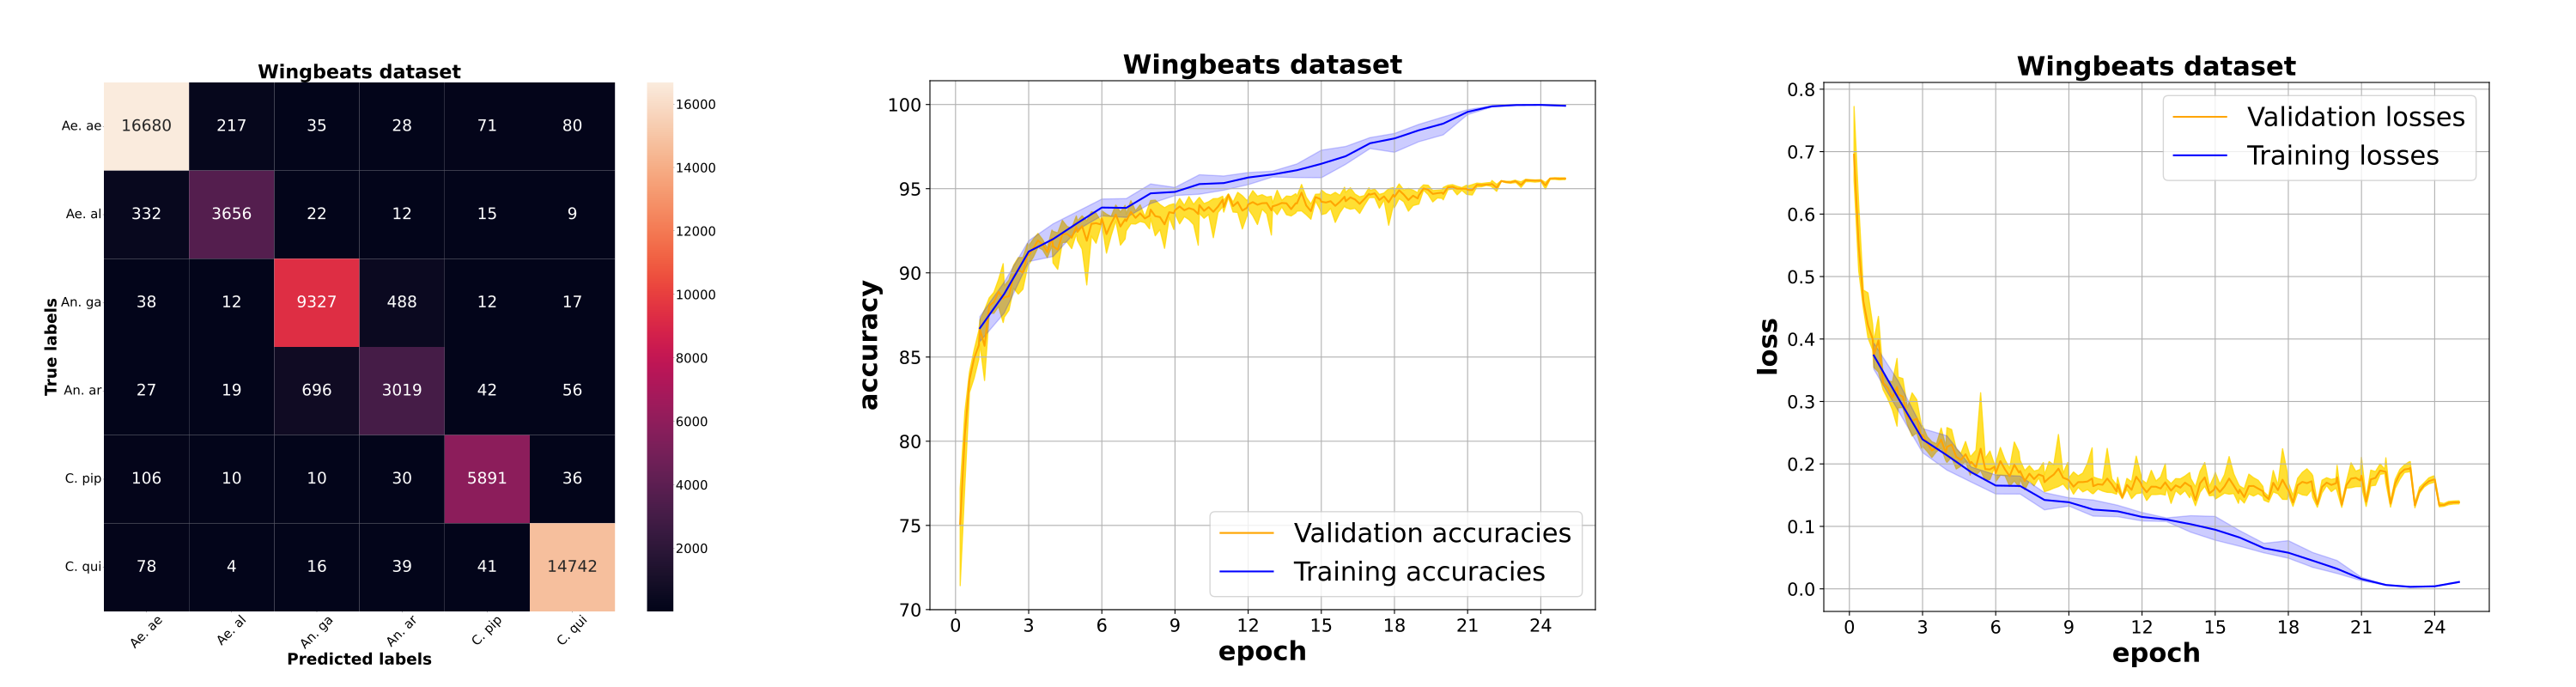 Wingbeats dataset
True labels
Ae. ae 16680 217 35 28 71 80
Ae. al 332 3656 22 12 15 9
An. ga 38 12 9327 488 12 17
An. ar 27 19 696 3019 42 56
C. pip 106 10 10 30 5891 36
C. qui 78 4 16 39 41 14742
Ae. ae Ae. al An. ga An. ar C. pip C. qui
Predicted labels
16000
14000
12000
10000
8000
6000
4000
2000
Wingbeats dataset
accuracy
100
95
90
85
80
75
70
Validation accuracies
Training accuracies
0 3 6 9 12 15 18 21 24
epoch
Wingbeats dataset
loss
0.8
0.7
0.6
0.5
0.4
0.3
0.2
0.1
0.0
Validation losses
Training losses
0 3 6 9 12 15 18 21 24
epoch